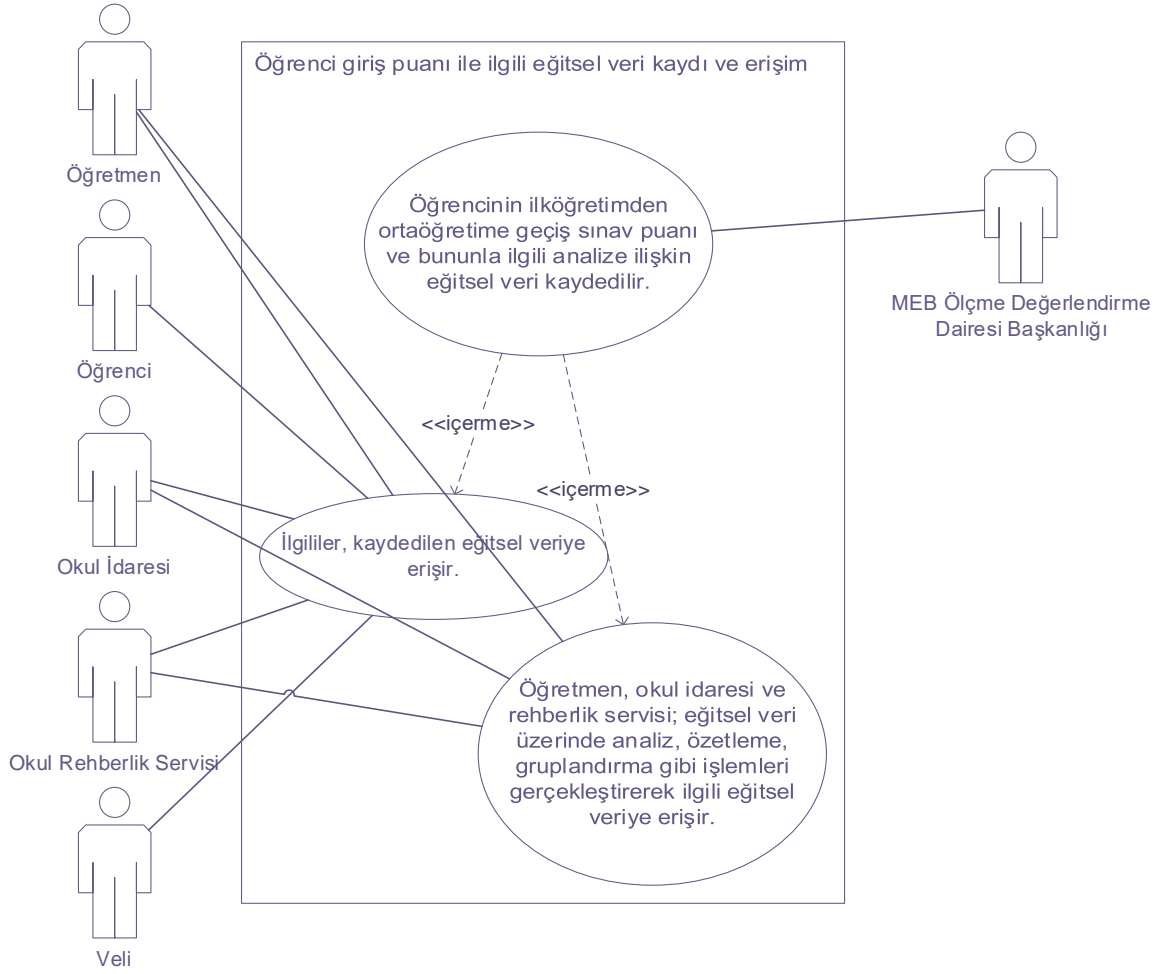 Öğrenci giriş puanı ile ilgili eğitsel veri kaydı ve erişim
Öğretmen
Öğrencinin ilköğretimden
ortaöğretime geçiş sınav puanı
ve bununla ilgili analize ilişkin
eğitsel veri kaydedilir.
MEB Ölçme Değerlendirme
Dairesi Başkanlığı
Öğrenci
<<içerme>>
<<içerme>>
Okul İdaresi
İlgililer, kaydedilen eğitsel veriye
erişir.
Okul Rehberlik Servisi
Öğretmen, okul idaresi ve
rehberlik servisi; eğitsel veri
üzerinde analiz, özetleme,
gruplandırma gibi işlemleri
gerçekleştirerek ilgili eğitsel
veriye erişir.
Veli